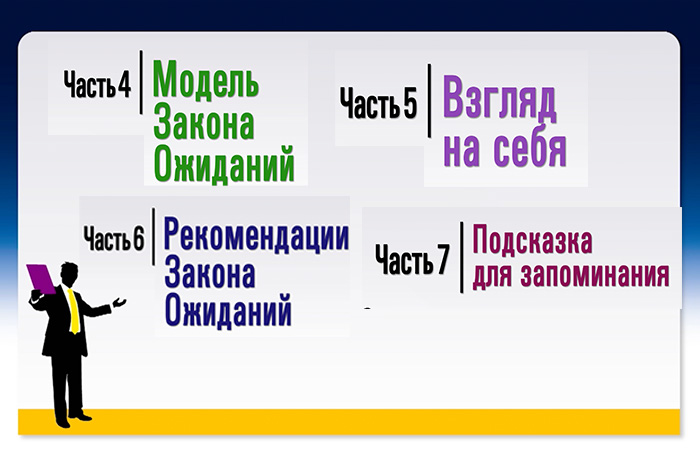 Часть 4
Модель
Закона
Ожиданий
Часть 5
Взгляд
на себя
Часть 6
Рекомендации
Закона
Ожиданий
Часть 7
Подсказка
для запоминания